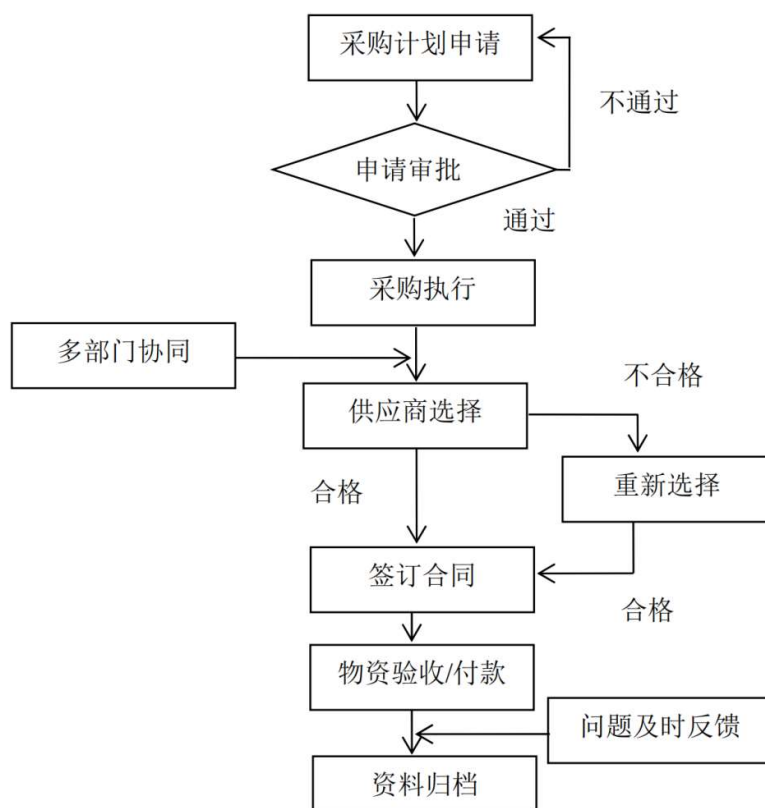 采购计划申请
不通过
申请审批
通过
采购执行
多部门协同
不合格
供应商选择
合格
重新选择
签订合同
合格
物资验收/付款
问题及时反馈
资料归档